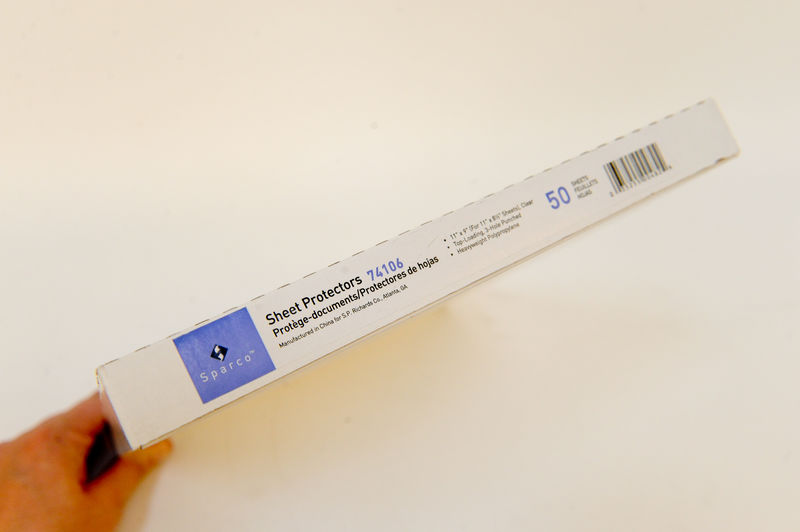 Sparco™
Sheet Protectors 74106
Protège-documents/Protectores de hojas
Manufactured in China for S.P. Richards Co., Atlanta, GA
• 11" x 9" (For 11" x 8½" Sheets), Clear
• Top-Loading, 3-Hole Punched
• Heavyweight Polypropylene
50
SHEETS
FEUILLETS
HOJAS